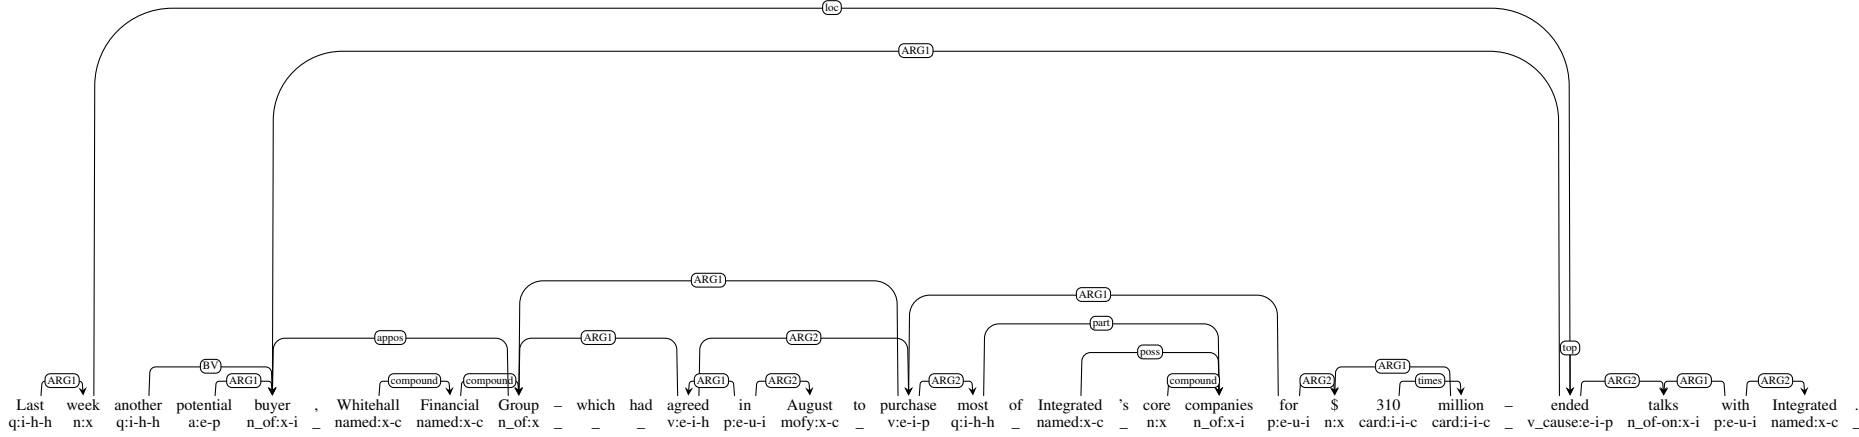 loc
ARG1
ARG1
ARG1
part
appos ARG1 ARG2
top
poss
BV ARG1
ARG1 ARG1 compound compound ARG1 ARG2 ARG2 compound ARG2 times ARG2 ARG1 ARG2
Last week another potential buyer , Whitehall Financial Group – which had agreed in August to purchase most of Integrated 's core companies for $ 310 million – ended talks with Integrated .
q:i-h-h n:x q:i-h-h a:e-p n_of:x-i _ named:x-c named:x-c n_of:x _ _ _ v:e-i-h p:e-u-i mofy:x-c _ v:e-i-p q:i-h-h _ named:x-c _ n:x n_of:x-i p:e-u-i n:x card:i-i-c card:i-i-c _ v_cause:e-i-p n_of-on:x-i p:e-u-i named:x-c _